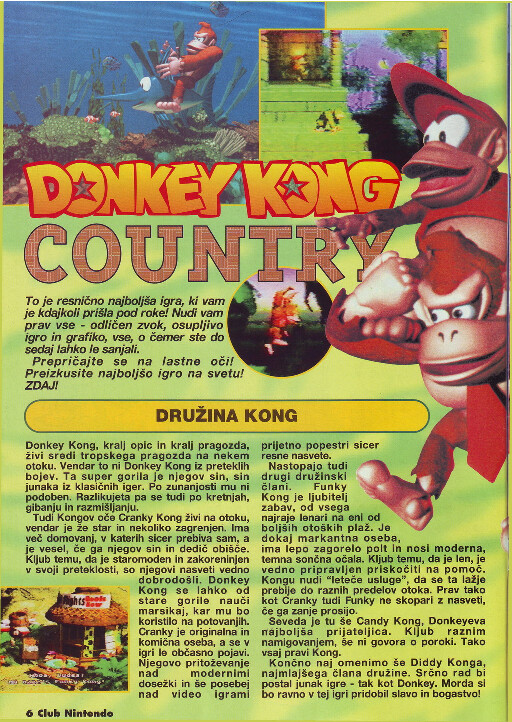 DONKEY KONG
COUNTRY
To je resnično najboljša igra, ki vam
je kdajkoli prišla pod roke! Nudi vam
prav vse - odličen zvok, osupljivo
igro in grafiko, vse, o čemer ste do
sedaj lahko le sanjali.
Prepričajte se na lastne oči!
Preizkusite najboljšo igro na svetu!
ZDAJ!
DRUŽINA KONG
Donkey Kong, kralj opic in kralj pragozda,
živi sredi tropskega pragozda na nekem
otoku. Vendar to ni Donkey Kong iz preteklih
bojev. Ta super gorila je njegov sin, sin
junaka iz klasičnih iger. Po zunanjosti mu ni
podoben. Razlikujeta pa se tudi po kretnjah,
gibanju in razmišljanju.
Tudi Kongov oče Cranky Kong živi na otoku,
vendar je že star in nekoliko zagrenjen. Ima
več domovanj, v katerih sicer prebiva sam, a
je vesel, če ga njegov sin in dedič obišče.
Kljub temu, da je staromoden in zakoreninjen
v svoji preteklosti, so njegovi nasveti vedno
dobrodošli. Donkey
Kong se lahko od
stare gorile nauči
marsikaj, kar mu bo
koristilo na potovanjih.
Cranky je originalna in
komična oseba, a se v
igri le občasno pojavi.
Njegovo pritoževanje
nad modernimi
dosežki in še posebej
nad video igrami
prijetno popestri sicer
resne nasvete.
Nastopajo tudi
drugi družinski
člani. Funky
Kong je ljubitelj
zabav, od vsega
najraje lenari na eni od
boljših otoških plaž. Je
dokaj markantna oseba,
ima lepo zagorelo polt in nosi moderna,
temna sončna očala. Kljub temu, da je len, je
vedno pripravljen priskočiti na pomoč.
Kongu nudi "leteče usluge", da se ta lažje
prebije do raznih predelov otoka. Prav tako
kot Cranky tudi Funky ne skopari z nasveti,
če ga zanje prosijo.
Seveda je tu še Candy Kong, Donkeyeva
najboljša prijateljica. Kljub raznim
namigovanjem, še ni govora o poroki. Tako
vsaj pravi Kong.
Končno naj omenimo še Diddy Konga,
najmlajšega člana družine. Srčno rad bi
postal junak igre - tak kot Donkey. Morda si
bo ravno v tej igri pridobil slavo in bogastvo!
6 Club Nintendo